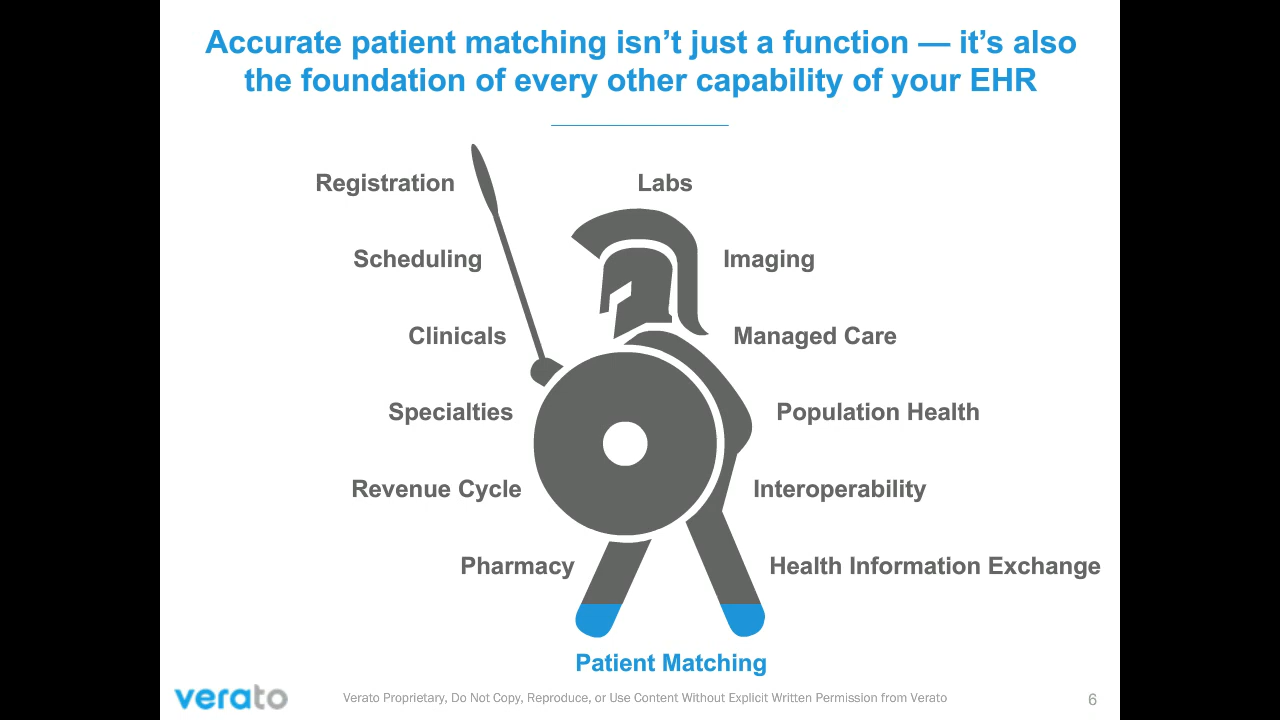 Accurate patient matching isn’t just a function — it’s also
the foundation of every other capability of your EHR
Registration
Labs
Scheduling
Imaging
Clinicals
Managed Care
Specialties
Population Health
Revenue Cycle
Interoperability
Pharmacy
Health Information Exchange
Patient Matching
verato
Verato Proprietary, Do Not Copy, Reproduce, or Use Content Without Explicit Written Permission from Verato
6